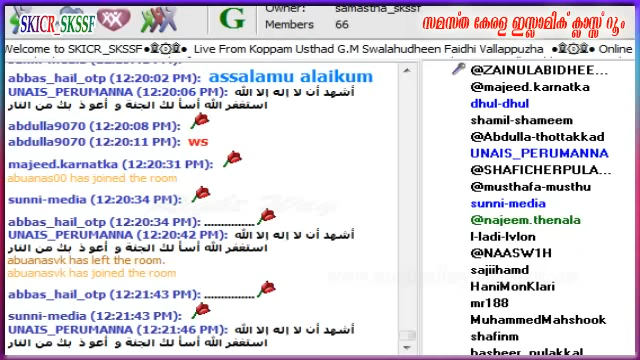 SKICR_SKSSF
G
Owner: samastha_skssf
Members 66
സമസ്ത കേരള ഇസ്ലാമിക് ക്ലാസ്സ് റൂം
Welcome to SKICR_SKSSF •۩۞۩• Live From Koppam Usthad G.M Swalahudheen Faidhi Vallappuzha •۩۞۩• Online
abbas_hail_otp (12:20:02 PM): assalamu alaikum
UNAIS_PERUMANNA (12:20:06 PM): أشهد أن لا إله إلا الله
استغفر الله أسألك الجنة و أعوذ بك من النار
abdulla9070 (12:20:08 PM):
abdulla9070 (12:20:11 PM): ws
majeed.karnatka (12:20:31 PM):
abuanas00 has joined the room
sunni-media (12:20:34 PM):
abbas_hail_otp (12:20:34 PM): ...............
UNAIS_PERUMANNA (12:20:42 PM): أشهد أن لا إله إلا الله
استغفر الله أسألك الجنة و أعوذ بك من النار
abuanasvk has left the room.
abuanasvk has joined the room
abbas_hail_otp (12:21:43 PM): ...............
sunni-media (12:21:43 PM):
UNAIS_PERUMANNA (12:21:46 PM): أشهد أن لا إله إلا الله
استغفر الله أسألك الجنة و أعوذ بك من النار
@ZAINULABIDHEE...
@majeed.karnatka
dhul-dhul
shamil-shameem
@Abdulla-thottakkad
UNAIS_PERUMANNA
@SHAFICHERPULA...
@musthafa-musthu
sunni-media
@najeem.thenala
l-ladi-lvlon
@NAASW1H
sajiihamd
HaniMonKlari
mr188
MuhammedMahshook
shafinm
basheer_pulakkal